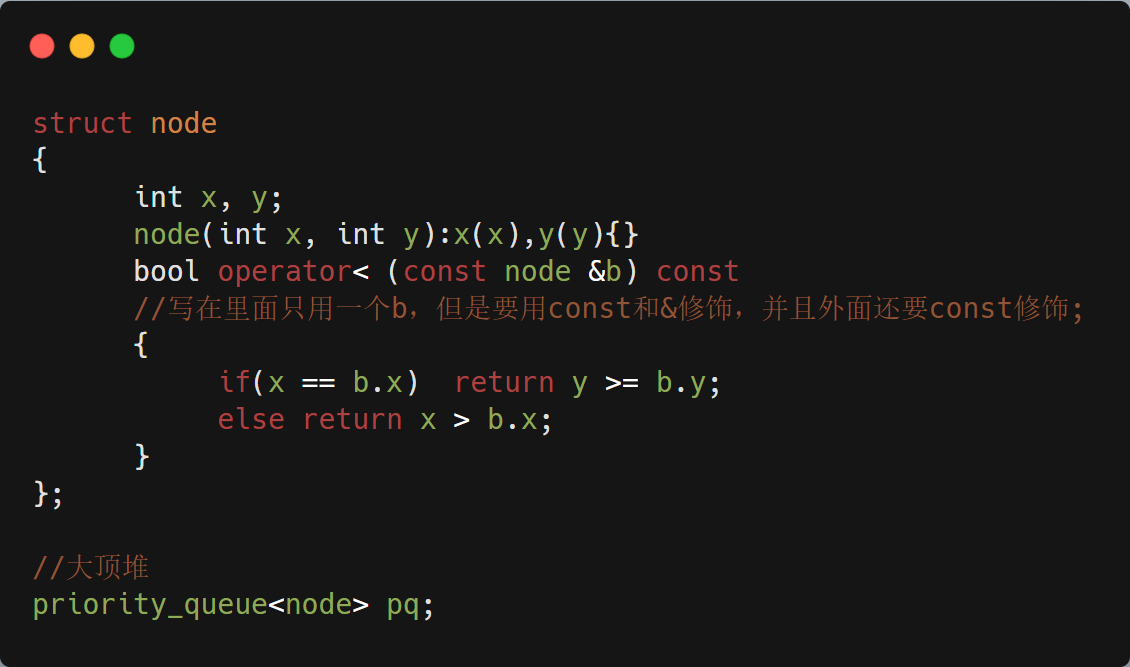 struct node
{
      int x, y;
      node(int x, int y):x(x),y(y){}
      bool operator< (const node &b) const
      //写在里面只用一个b，但是要用const和&修饰，并且外面还要const修饰;
      {
           if(x == b.x)  return y >= b.y;
           else return x > b.x;
      }
};

//大顶堆
priority_queue<node> pq;